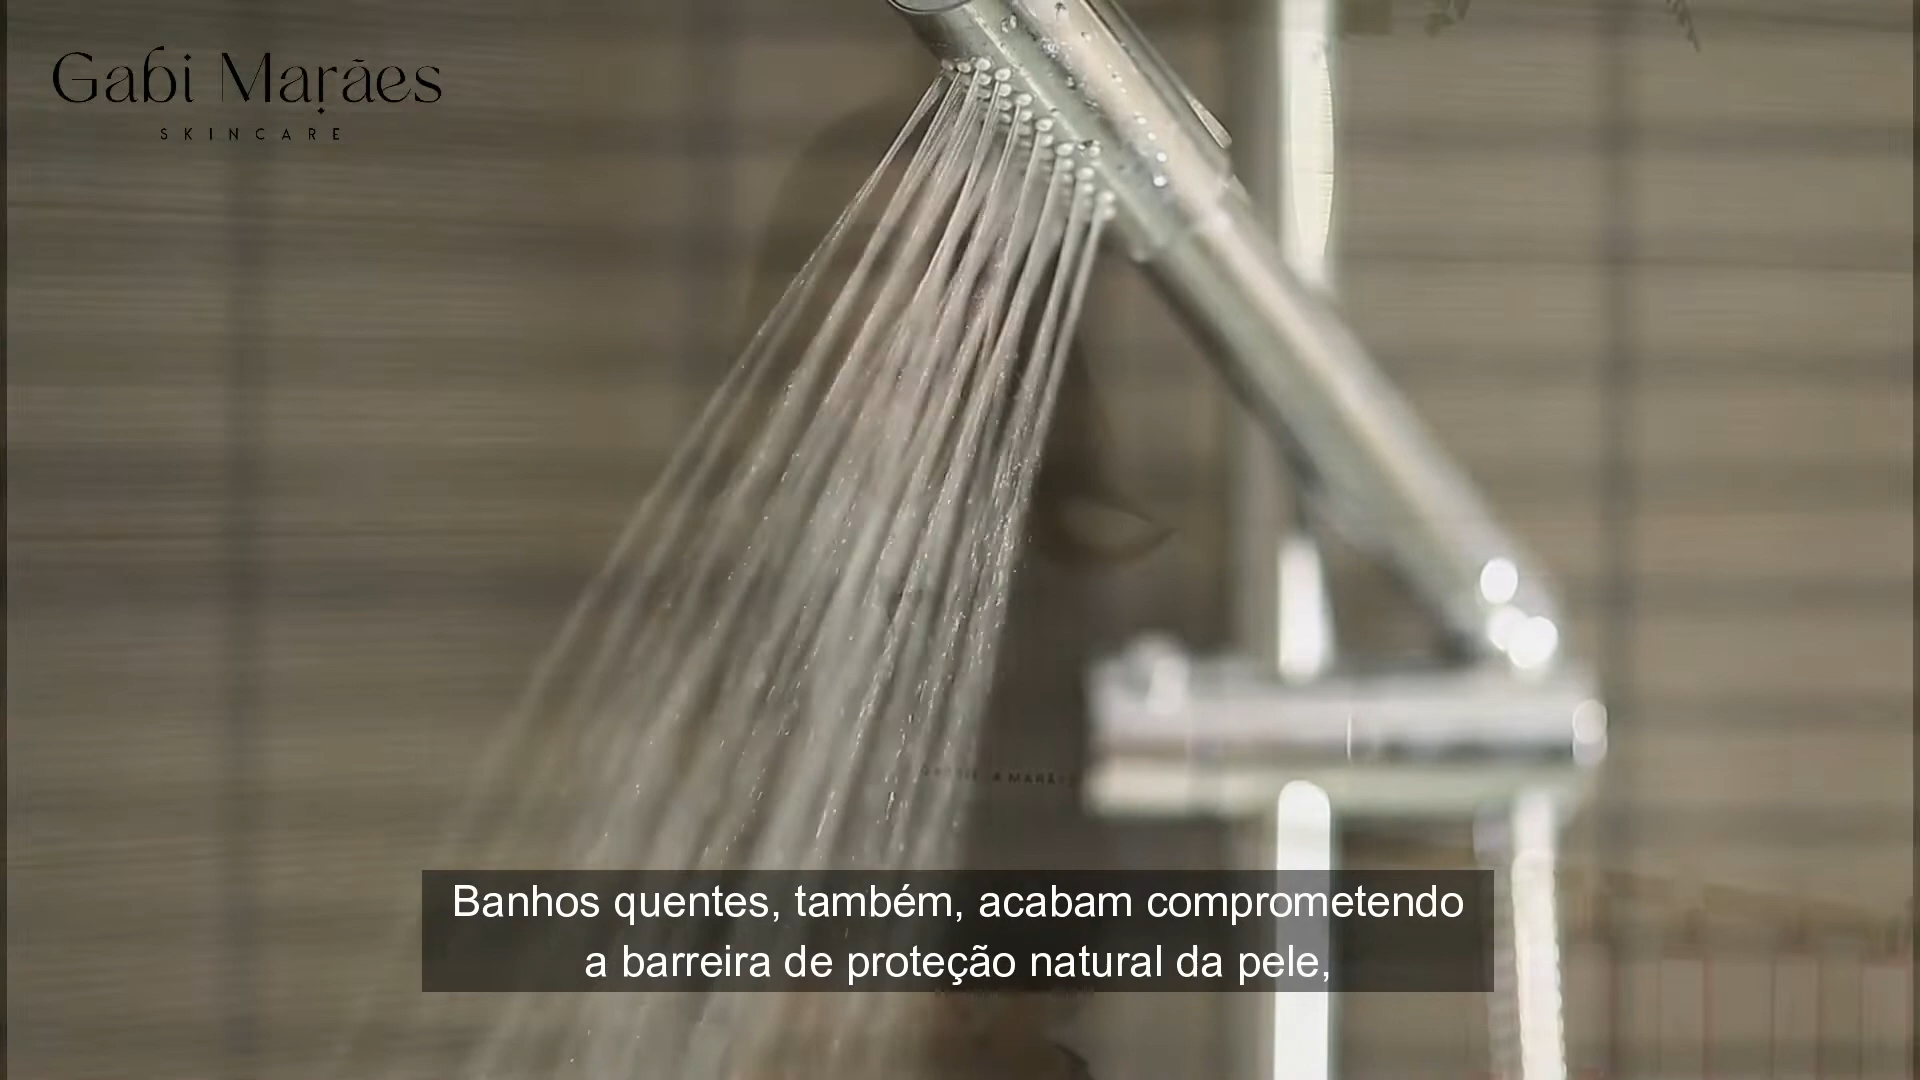 Gabi Marães
SKINCARE
Banhos quentes, também, acabam comprometendo
a barreira de proteção natural da pele,